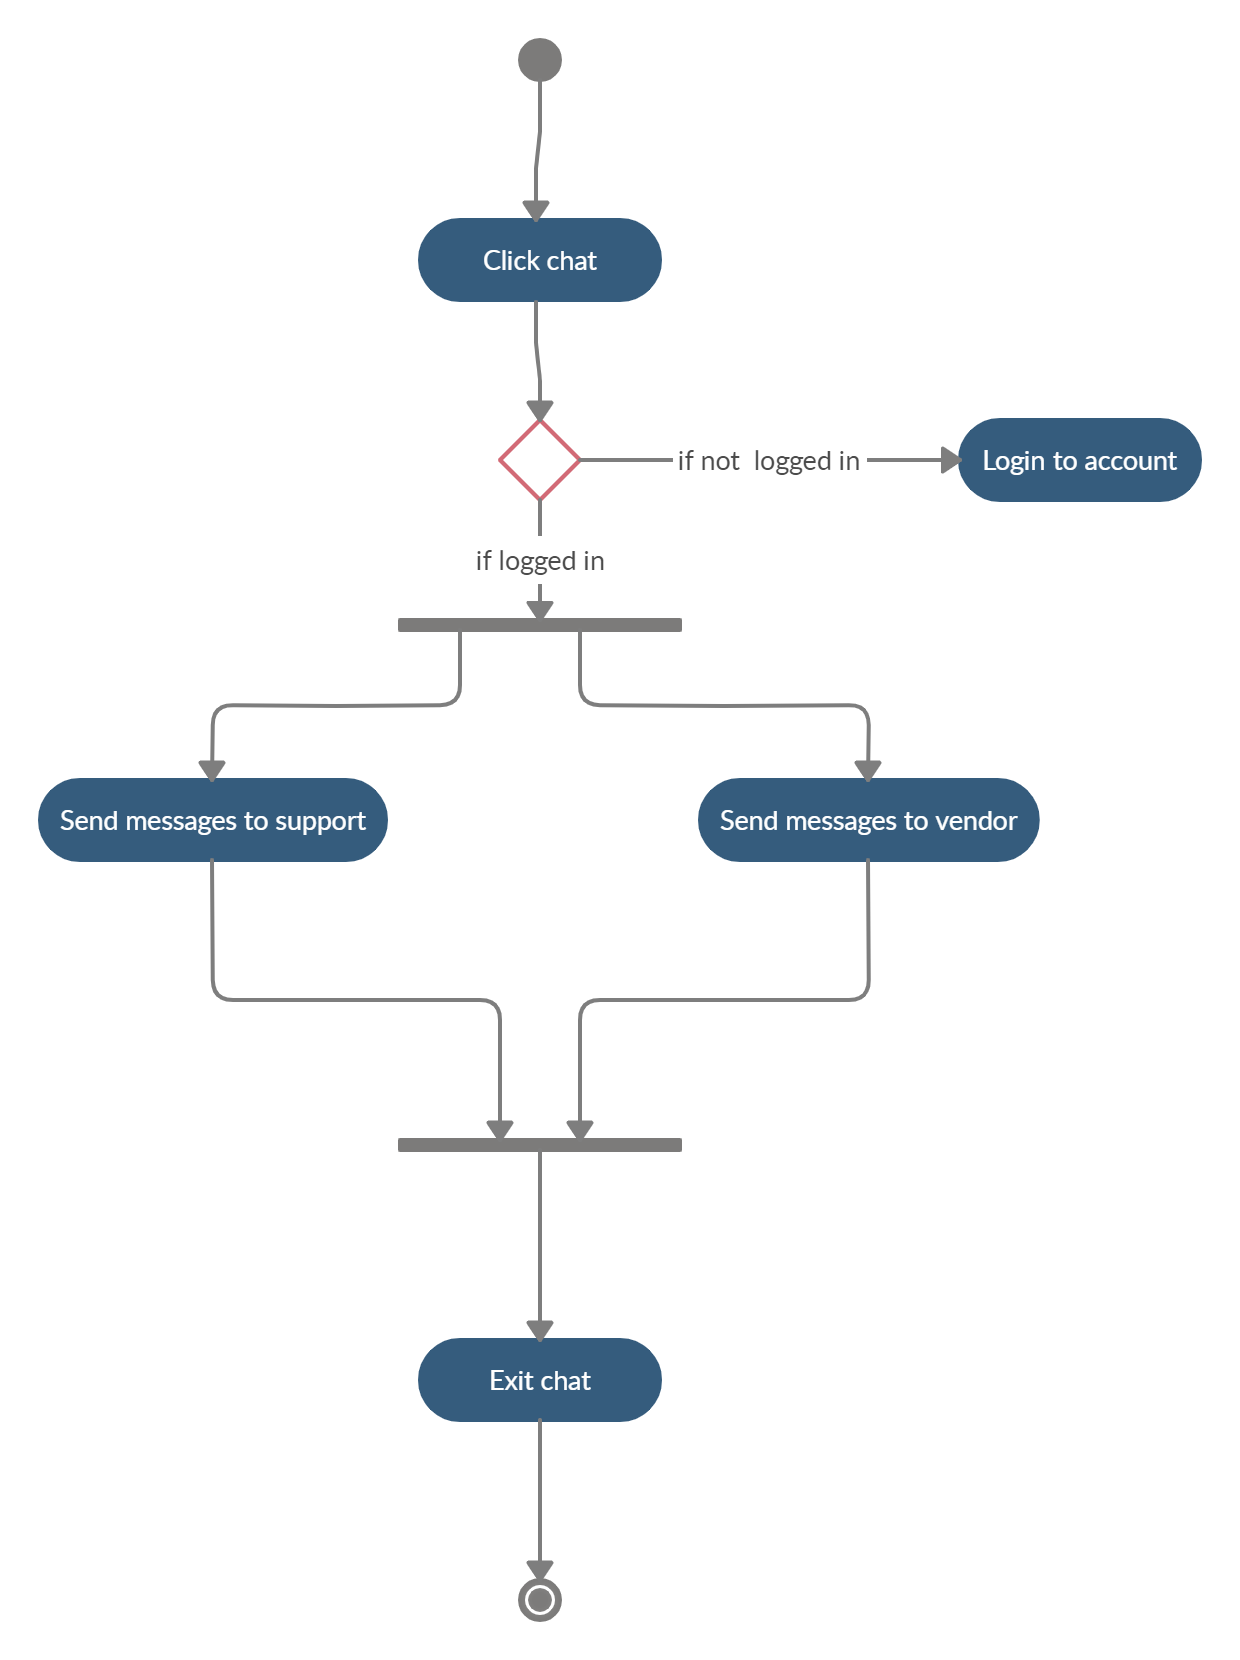 Click chat
if not  logged in
Login to account
if logged in
Send messages to support
Send messages to vendor
Exit chat